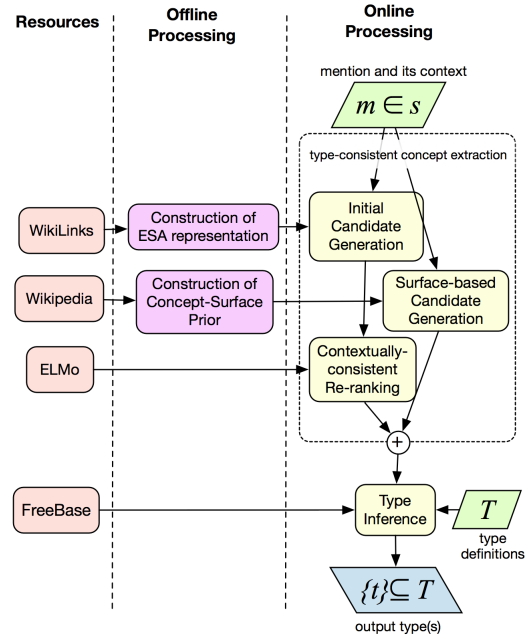 Resources
Offline
Processing
Online
Processing
mention and its context
m ∈ s
type-consistent concept extraction
WikiLinks
Construction of
ESA representation
Initial
Candidate
Generation
Wikipedia
Construction of
Concept-Surface
Prior
Surface-based
Candidate
Generation
ELMo
Contextually-
consistent
Re-ranking
+
FreeBase
Type
Inference
T
type
definitions
{t}⊆ T
output type(s)